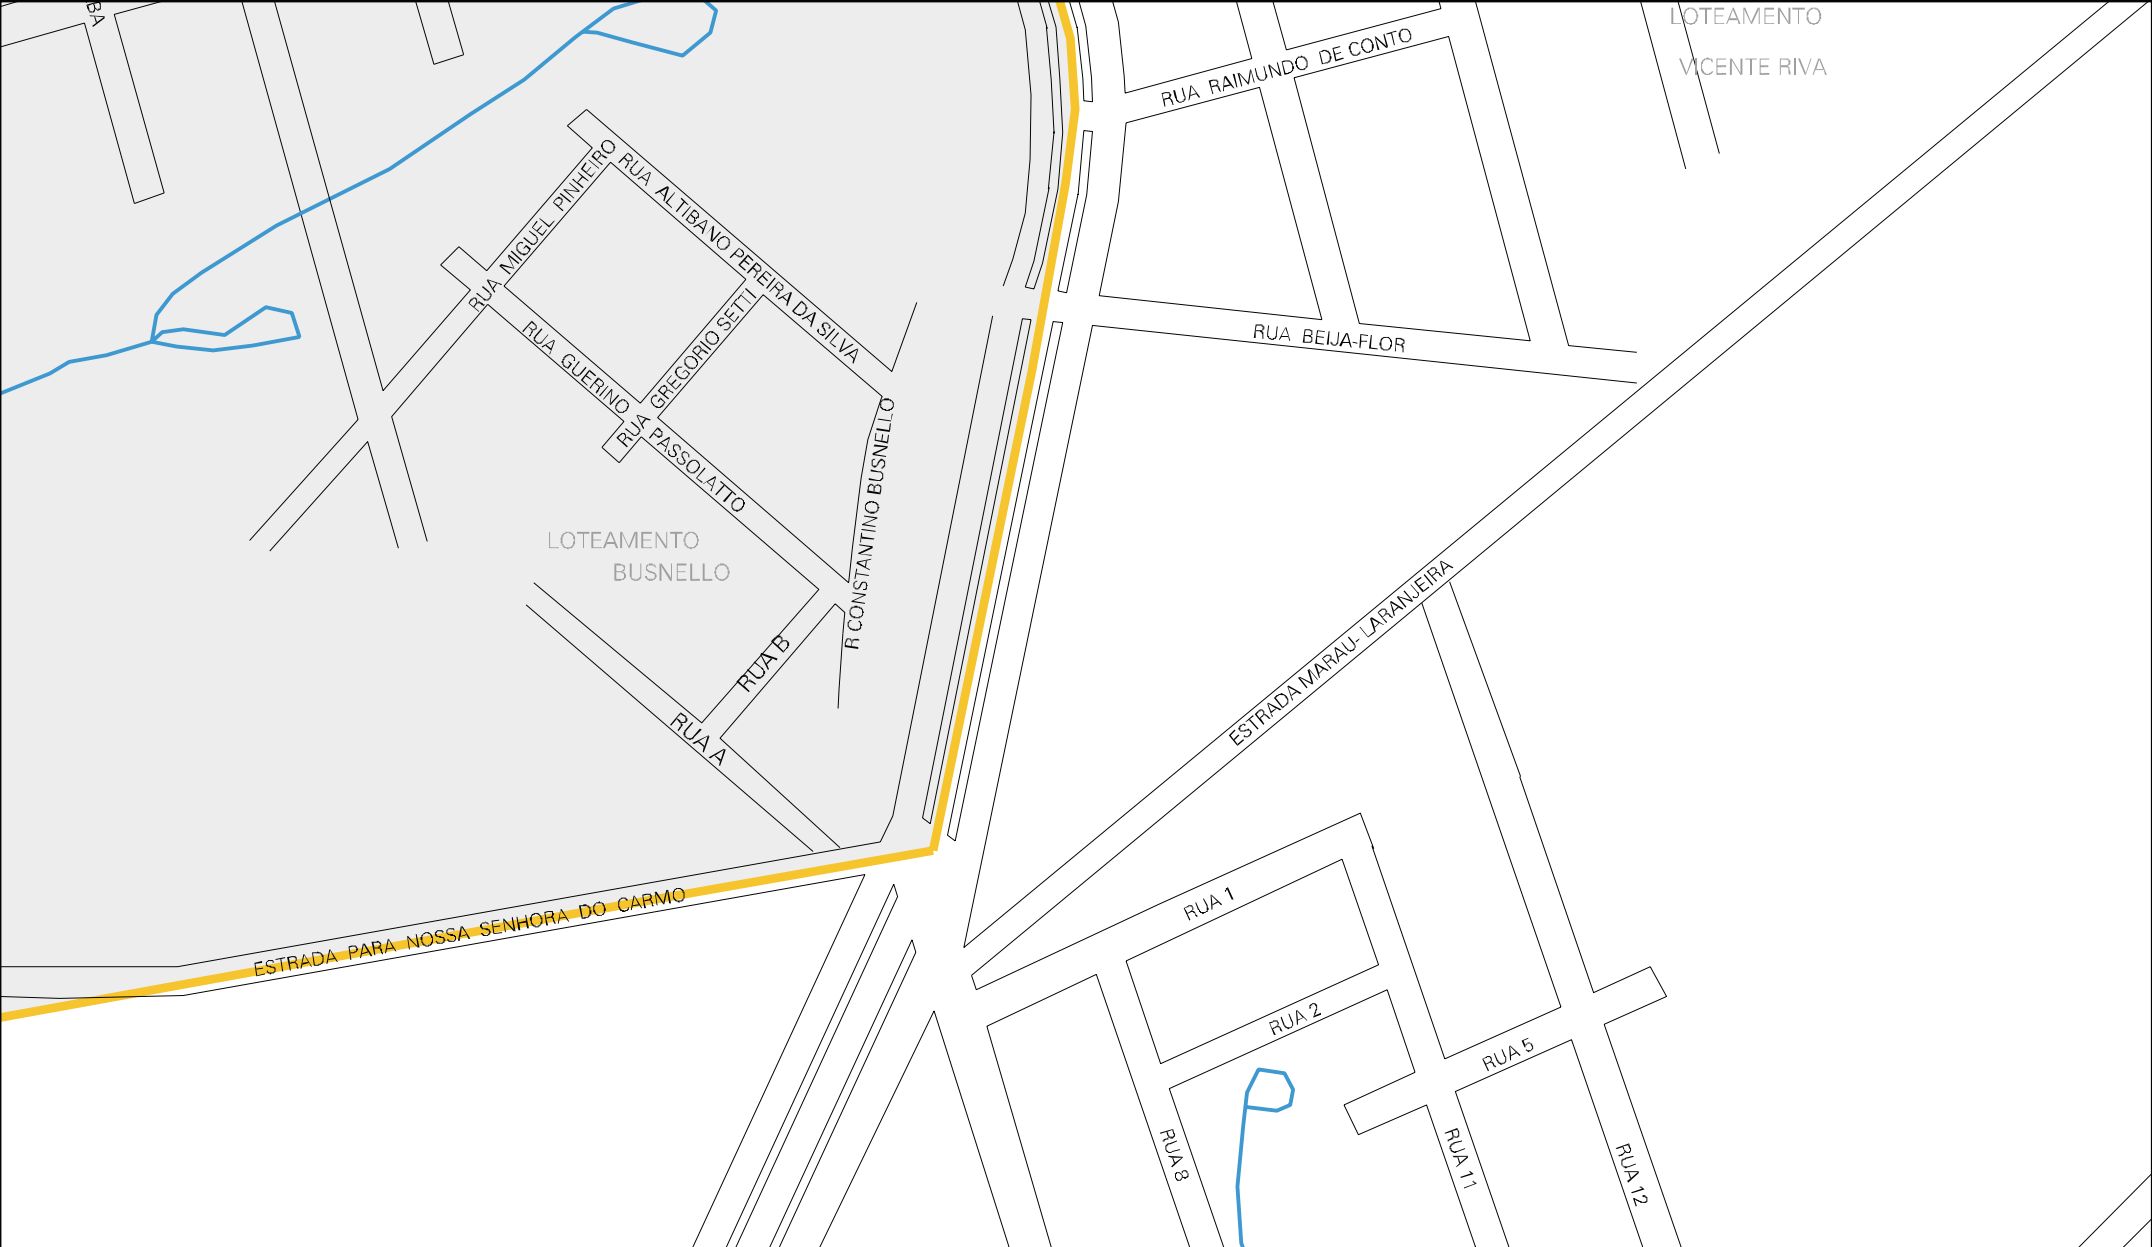 BA
LOTEAMENTO
VICENTE RIVA
RUA RAIMUNDO DE CONTO
RUA MIGUEL PINHEIRO
RUA ALTIBANO PEREIRA DA SILVA
RUA GREGORIO SETTI
RUA GUERINO PASSOLATTO
RUA BEIJA-FLOR
R CONSTANTINO BUSNELLO
LOTEAMENTO
BUSNELLO
RUA B
RUA A
ESTRADA MARAU- LARANJEIRA
ESTRADA PARA NOSSA SENHORA DO CARMO
RUA 1
RUA 2
RUA 5
RUA 8
RUA 11
RUA 12